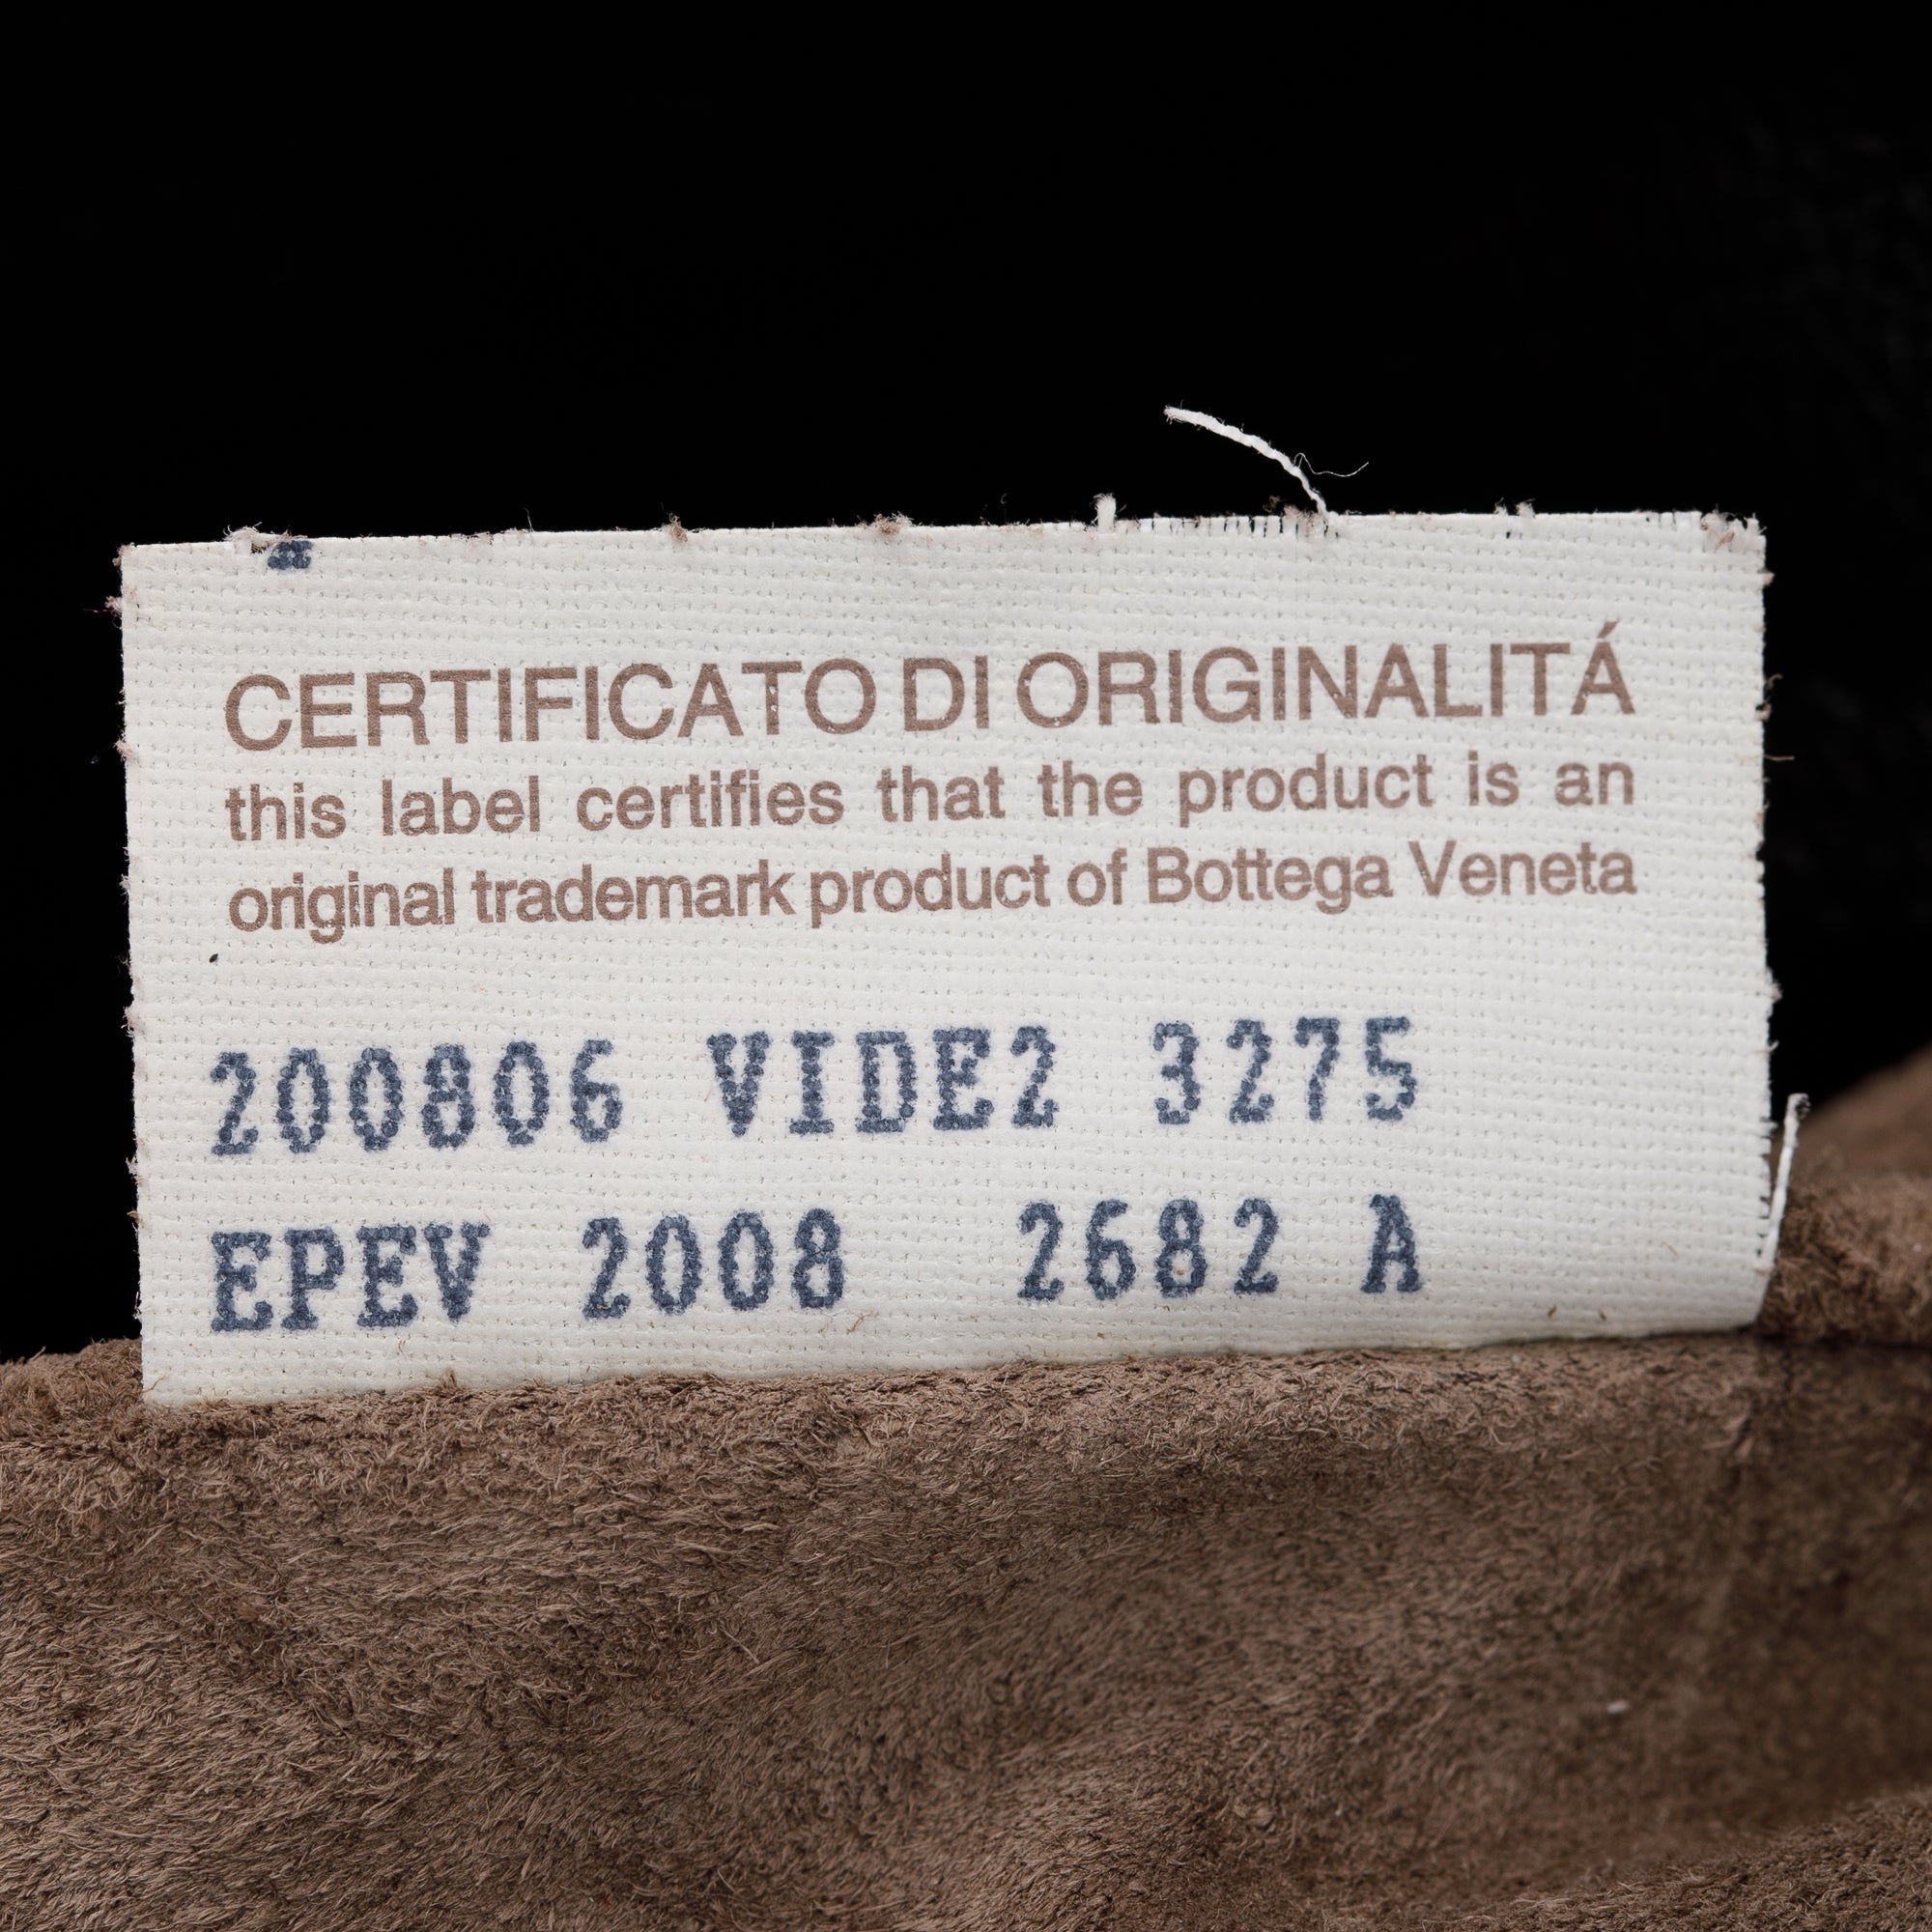 CERTIFICATO DI ORIGINALITÁ
this label certifies that the product is an
original trademark product of Bottega Veneta
200806 VIDE2 3275
EPEV 2008 2682 A